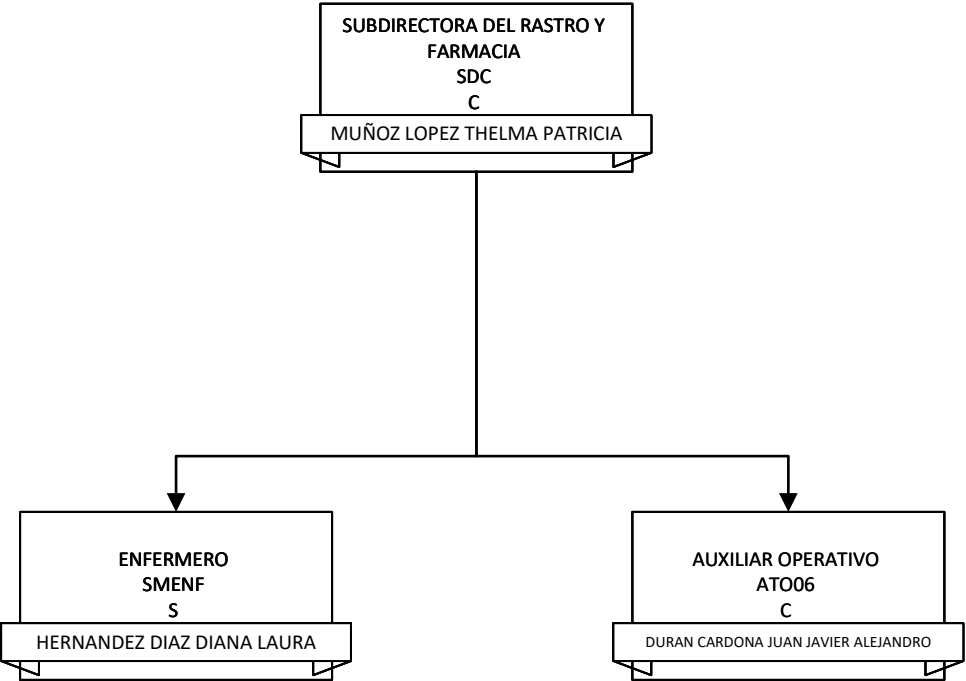 SUBDIRECTORA DEL RASTRO Y
FARMACIA
SDC
C
MUÑOZ LOPEZ THELMA PATRICIA
ENFERMERO
SMENF
S
HERNANDEZ DIAZ DIANA LAURA
AUXILIAR OPERATIVO
ATO06
C
DURAN CARDONA JUAN JAVIER ALEJANDRO